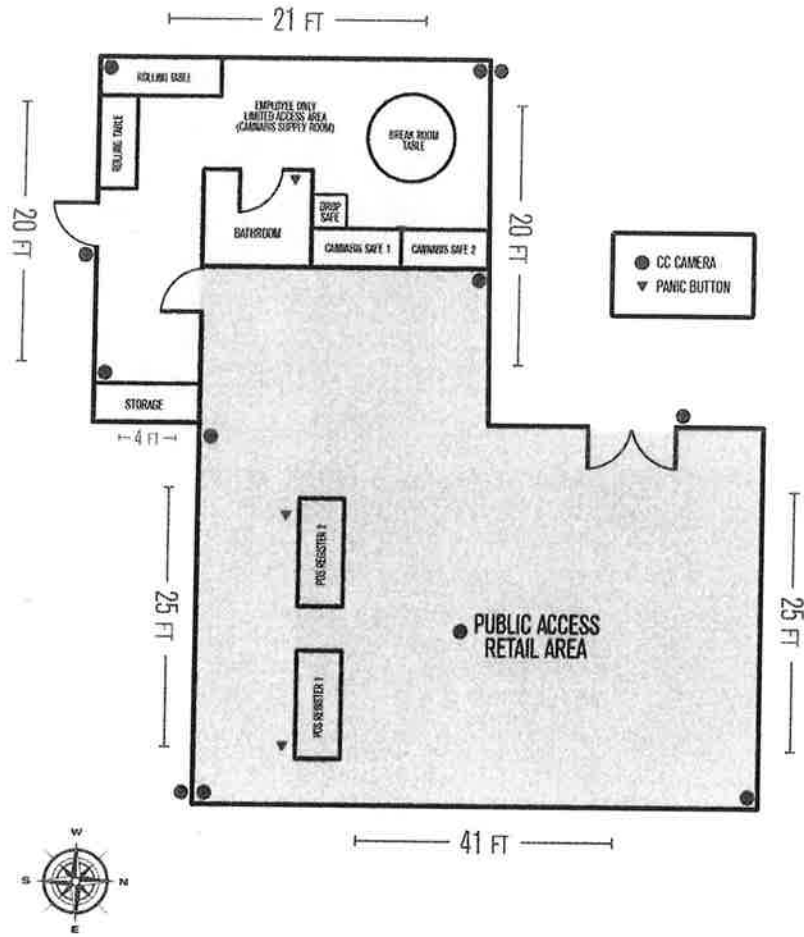 21 FT
ROLLING TABLE
ROLLING TABLE
EMPLOYEE ONLY
LIMITED ACCESS AREA
(CANNABIS SUPPLY ROOM)
BREAK ROOM
TABLE
20 FT
20 FT
DROP
SAFE
BATHROOM
CANNABIS SAFE 1
CANNABIS SAFE 2
CC CAMERA
PANIC BUTTON
STORAGE
4 FT
POS REGISTER 2
25 FT
25 FT
PUBLIC ACCESS
RETAIL AREA
POS REGISTER 1
41 FT
W
S
N
E